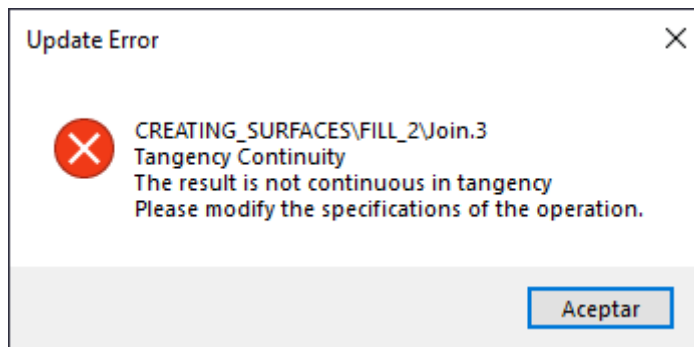 Update Error
CREATING_SURFACES\FILL_2\Join.3
Tangency Continuity
The result is not continuous in tangency
Please modify the specifications of the operation.
Aceptar